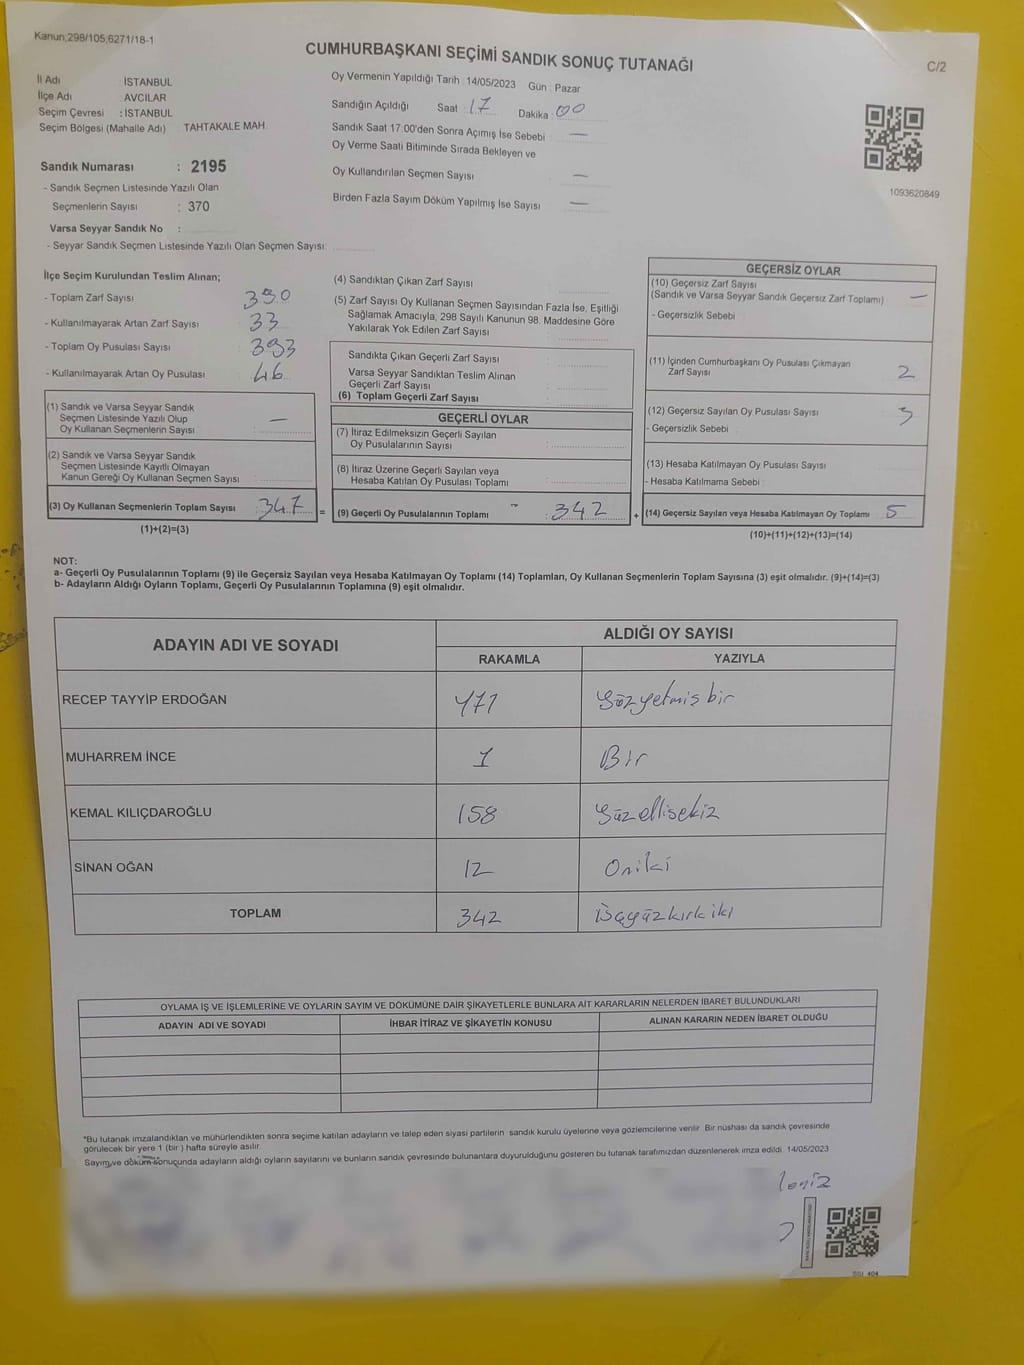 Kanun;298/105,6271/18-1
CUMHURBAŞKANI SEÇİMİ SANDIK SONUÇ TUTANAĞI
C/2
İl Adı : İSTANBUL
İlçe Adı : AVCILAR
Seçim Çevresi : İSTANBUL
Seçim Bölgesi (Mahalle Adı) : TAHTAKALE MAH.
Oy Vermenin Yapıldığı Tarih : 14/05/2023 Gün : Pazar
Sandığın Açıldığı Saat : 17 Dakika : 00
Sandık Saat 17:00'den Sonra Açımış İse Sebebi : —
Oy Verme Saati Bitiminde Sırada Bekleyen ve
Oy Kullandırılan Seçmen Sayısı : —
Birden Fazla Sayım Döküm Yapılmış İse Sayısı : —
1093620849
Sandık Numarası : 2195
- Sandık Seçmen Listesinde Yazılı Olan
Seçmenlerin Sayısı : 370
Varsa Seyyar Sandık No :
- Seyyar Sandık Seçmen Listesinde Yazılı Olan Seçmen Sayısı:
İlçe Seçim Kurulundan Teslim Alınan;
- Toplam Zarf Sayısı
- Kullanılmayarak Artan Zarf Sayısı : 33
- Toplam Oy Pusulası Sayısı : 393
- Kullanılmayarak Artan Oy Pusulası : 46
(1) Sandık ve Varsa Seyyar Sandık
Seçmen Listesinde Yazılı Olup
Oy Kullanan Seçmenlerin Sayısı : —
(2) Sandık ve Varsa Seyyar Sandık
Seçmen Listesinde Kayıtlı Olmayan
Kanun Gereği Oy Kullanan Seçmen Sayısı :
(3) Oy Kullanan Seçmenlerin Toplam Sayısı : 347 =
(1)+(2)=(3)
(4) Sandıktan Çıkan Zarf Sayısı :
(5) Zarf Sayısı Oy Kullanan Seçmen Sayısından Fazla İse, Eşitliği
Sağlamak Amacıyla, 298 Sayılı Kanunun 98. Maddesine Göre
Yakılarak Yok Edilen Zarf Sayısı :
Sandıkta Çıkan Geçerli Zarf Sayısı :
Varsa Seyyar Sandıktan Teslim Alınan
Geçerli Zarf Sayısı :
(6) Toplam Geçerli Zarf Sayısı :
GEÇERLİ OYLAR
(7) İtiraz Edilmeksizin Geçerli Sayılan
Oy Pusulalarının Sayısı :
(8) İtiraz Üzerine Geçerli Sayılan veya
Hesaba Katılan Oy Pusulası Toplamı :
(9) Geçerli Oy Pusulalarının Toplamı : 342 +
GEÇERSİZ OYLAR
(10) Geçersiz Zarf Sayısı
(Sandık ve Varsa Seyyar Sandık Geçersiz Zarf Toplamı) : —
- Geçersizlik Sebebi :
(11) İçinden Cumhurbaşkanı Oy Pusulası Çıkmayan
Zarf Sayısı : 2
(12) Geçersiz Sayılan Oy Pusulası Sayısı : 3
- Geçersizlik Sebebi :
(13) Hesaba Katılmayan Oy Pusulası Sayısı :
- Hesaba Katılmama Sebebi :
(14) Geçersiz Sayılan veya Hesaba Katılmayan Oy Toplamı : 5
(10)+(11)+(12)+(13)=(14)
NOT:
a- Geçerli Oy Pusulalarının Toplamı (9) ile Geçersiz Sayılan veya Hesaba Katılmayan Oy Toplamı (14) Toplamları, Oy Kullanan Seçmenlerin Toplam Sayısına (3) eşit olmalıdır. (9)+(14)=(3)
b- Adayların Aldığı Oyların Toplamı, Geçerli Oy Pusulalarının Toplamına (9) eşit olmalıdır.
ADAYIN ADI VE SOYADI ALDIĞI OY SAYISI
RAKAMLA YAZIYLA
RECEP TAYYİP ERDOĞAN 171 yüzyetmişbir
MUHARREM İNCE 1 Bir
KEMAL KILIÇDAROĞLU 158 yüzellisekiz
SİNAN OĞAN 12 Oniki
TOPLAM 342 üçyüzkırkiki
OYLAMA İŞ VE İŞLEMLERİNE VE OYLARIN SAYIM VE DÖKÜMÜNE DAİR ŞİKAYETLERLE BUNLARA AİT KARARLARIN NELERDEN İBARET BULUNDUKLARI
ADAYIN ADI VE SOYADI İHBAR İTİRAZ VE ŞİKAYETİN KONUSU ALINAN KARARIN NEDEN İBARET OLDUĞU
*Bu tutanak imzalandıktan ve mühürlendikten sonra seçime katılan adayların ve talep eden siyasi partilerin sandık kurulu üyelerine veya gözlemcilerine verilir. Bir nüshası da sandık çevresinde
görülecek bir yere 1 (bir) hafta süreyle asılır.
Sayım ve döküm sonucunda adayların aldığı oyların sayılarını ve bunların sandık çevresinde bulunanlara duyurulduğunu gösteren bu tutanak tarafımızdan düzenlenerek imza edildi. 14/05/2023